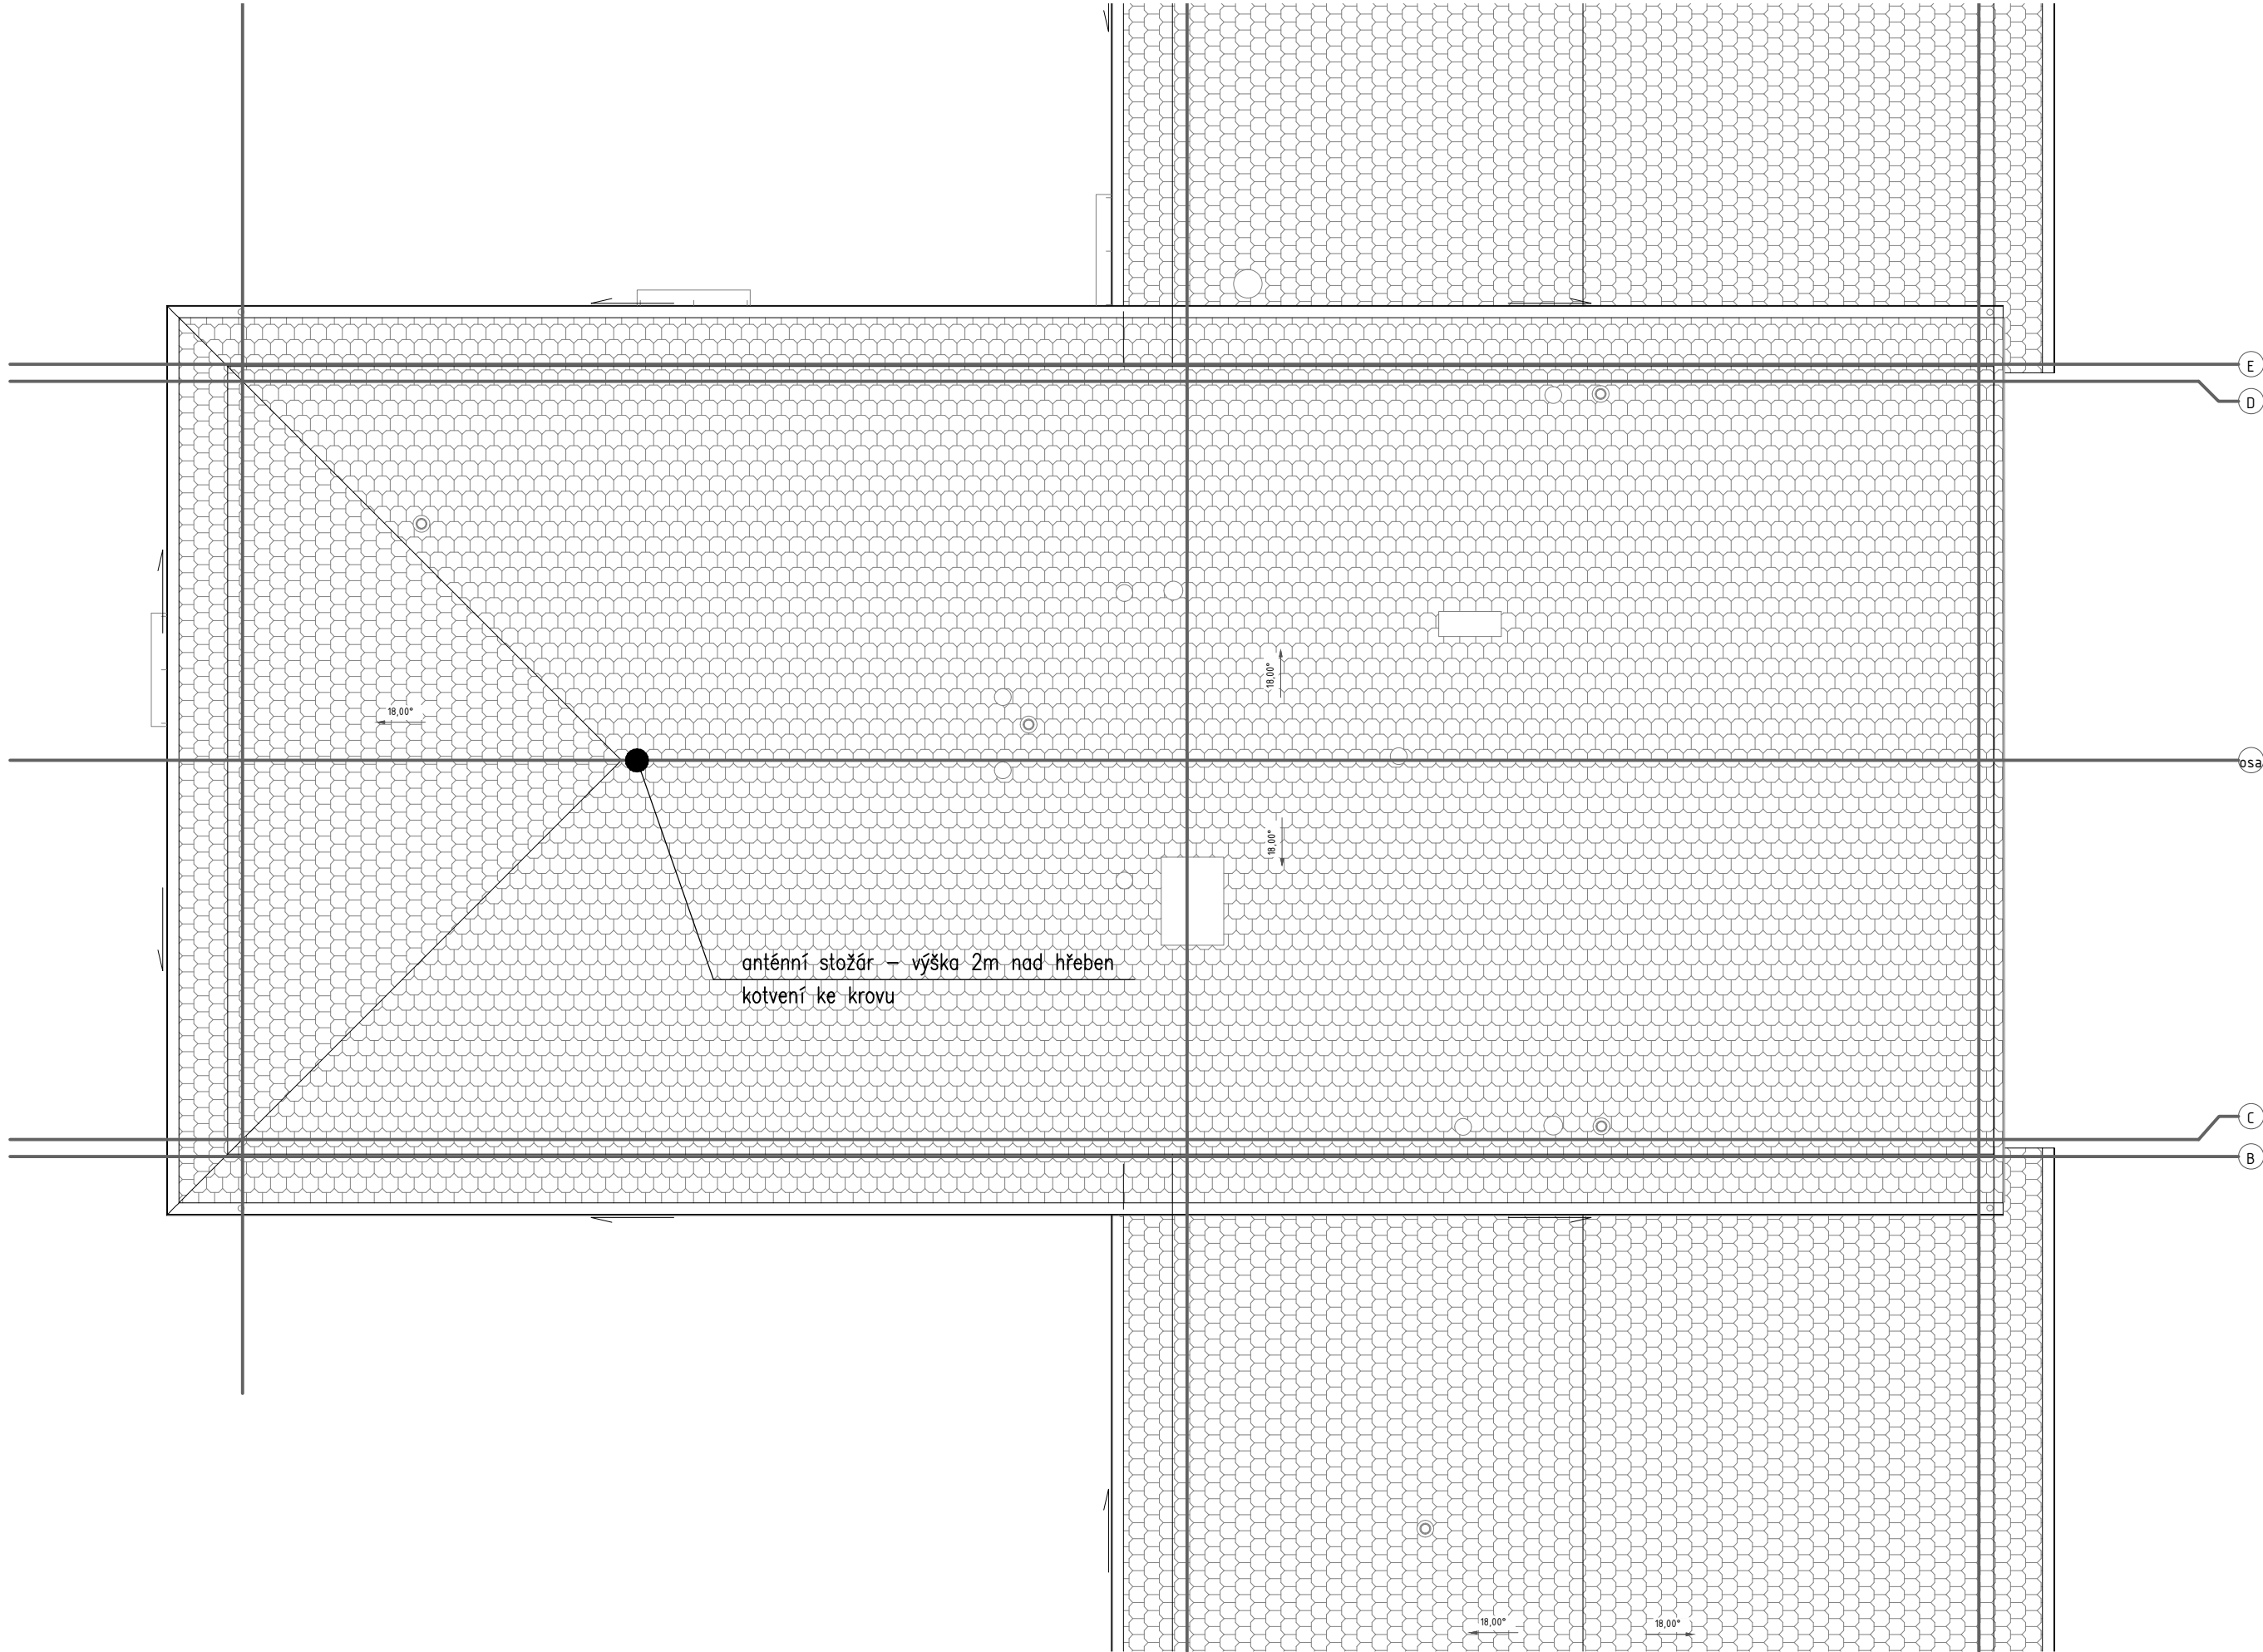 E
D
18,00°
18,00°
osa
18,00°
anténní stožár – výška 2m nad hřeben
kotvení ke krovu
C
B
18,00°
18,00°